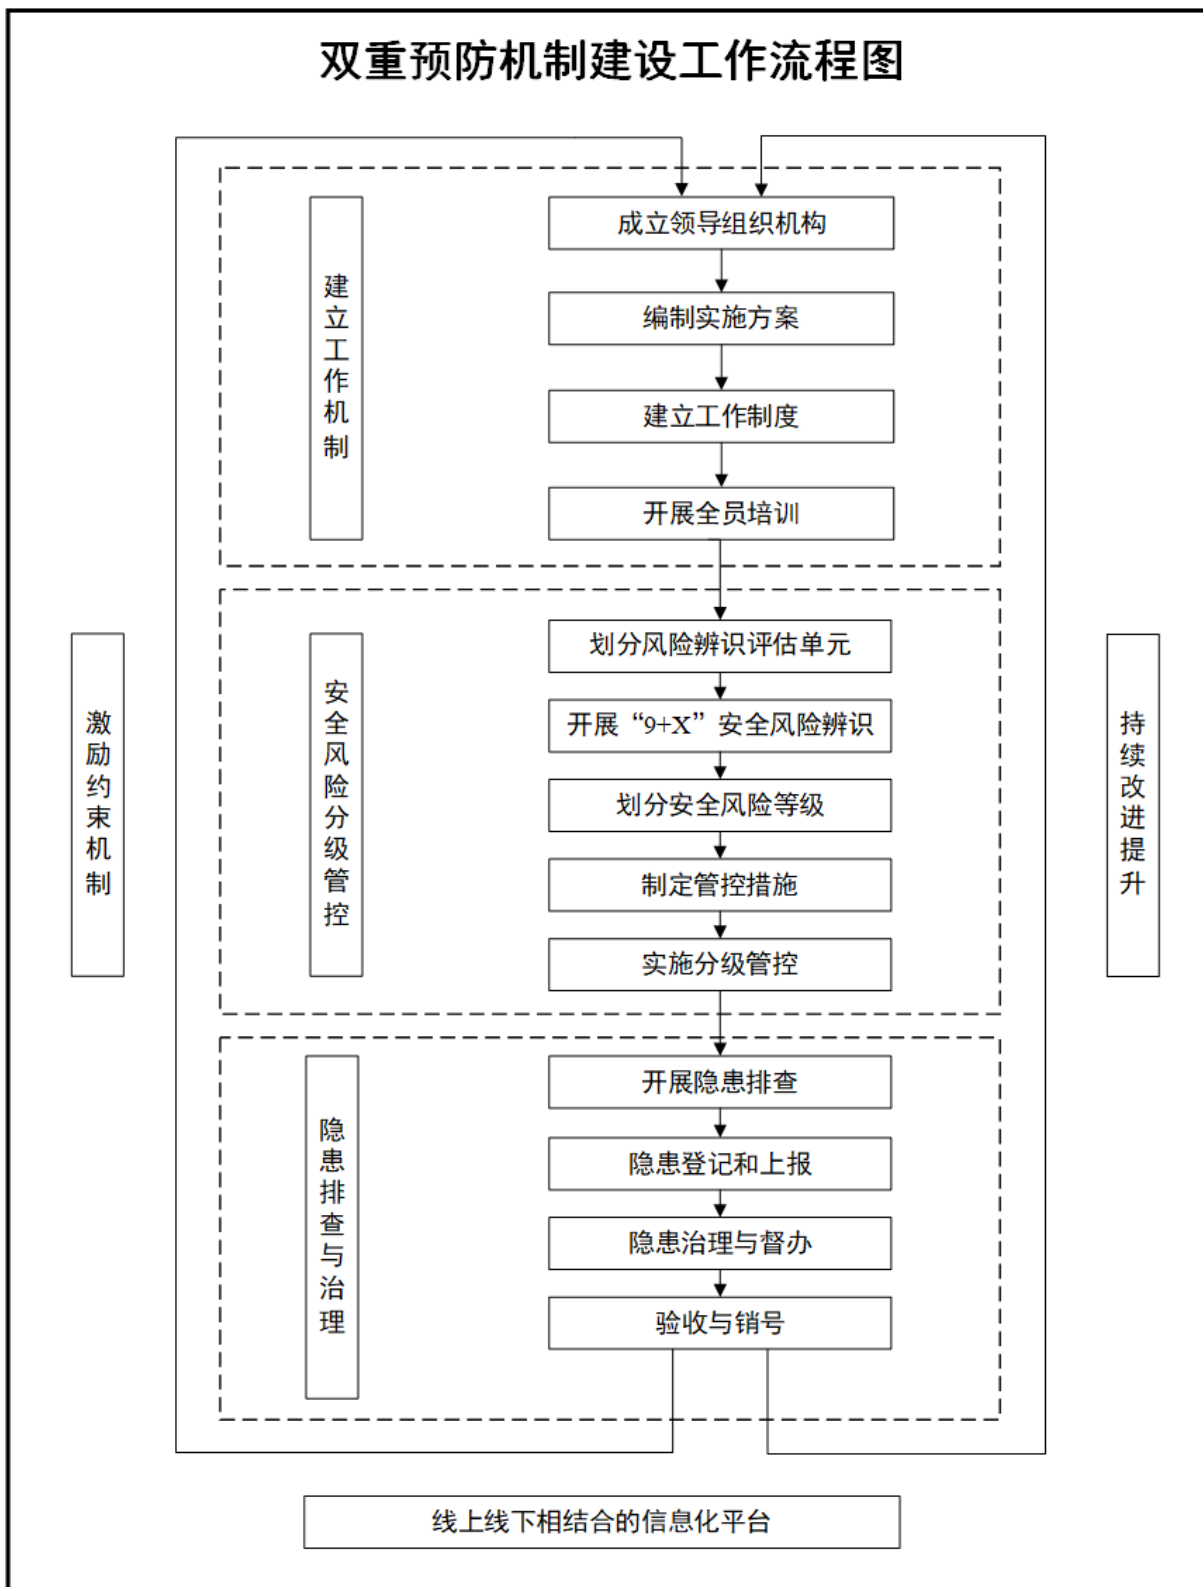 双重预防机制建设工作流程图
建立工作机制
成立领导组织机构
编制实施方案
建立工作制度
开展全员培训
激励约束机制
安全风险分级管控
划分风险辨识评估单元
开展“9+X”安全风险辨识
划分安全风险等级
制定管控措施
实施分级管控
持续改进提升
隐患排查与治理
开展隐患排查
隐患登记和上报
隐患治理与督办
验收与销号
线上线下相结合的信息化平台